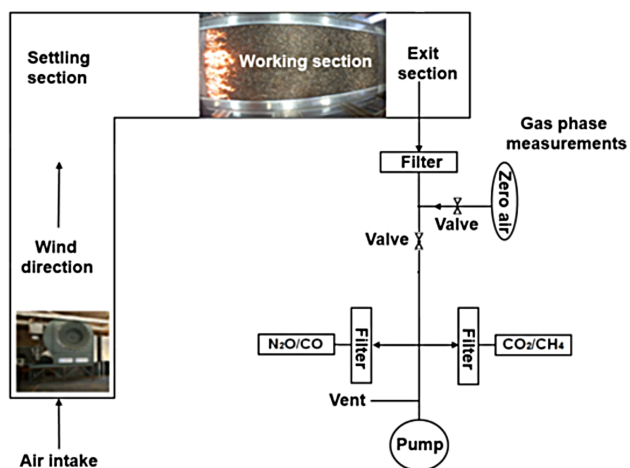 Settling
section
Working section
Exit
section
Gas phase
measurements
Filter
Zero air
Valve
Valve
Wind
direction
N₂O/CO
Filter
Filter
CO₂/CH₄
Vent
Pump
Air intake